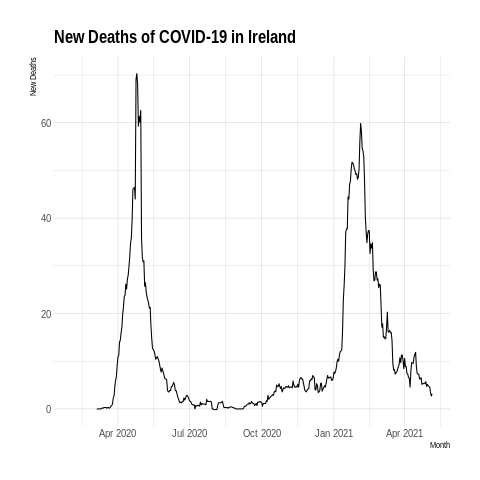 New Deaths of COVID-19 in Ireland
New Deaths
60
40
20
0
Apr 2020 Jul 2020 Oct 2020 Jan 2021 Apr 2021
Month